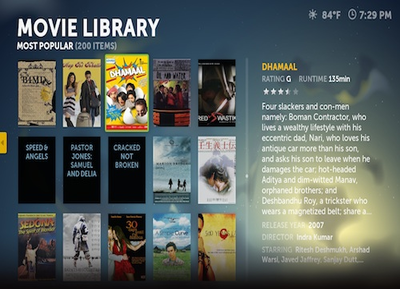 MOVIE LIBRARY
MOST POPULAR (200 ITEMS)
84°F 7:29 PM
DHAMAAL
SPEED & ANGELS
PASTOR JONES: SAMUEL AND DELIA
CRACKED NOT BROKEN
SEDONA
30
DHAMAAL
RATING G RUNTIME 135min
Four slackers and con-men
namely: Boman Contractor, who
lives a wealthy lifestyle with his
eccentric dad, Nari, who loves his
antique car more than his son,
and asks his son to leave when he
damages the car; hot-headed
Aditya and dim-witted Manav,
orphaned brothers; and
Deshbandhu Roy, a trickster who
wears a magnetized belt; share a...
RELEASE YEAR 2007
DIRECTOR Indra Kumar
STARRING Riteish Deshmukh, Arshad
Warsi, Javed Jaffrey, Sanjay Dutt,...